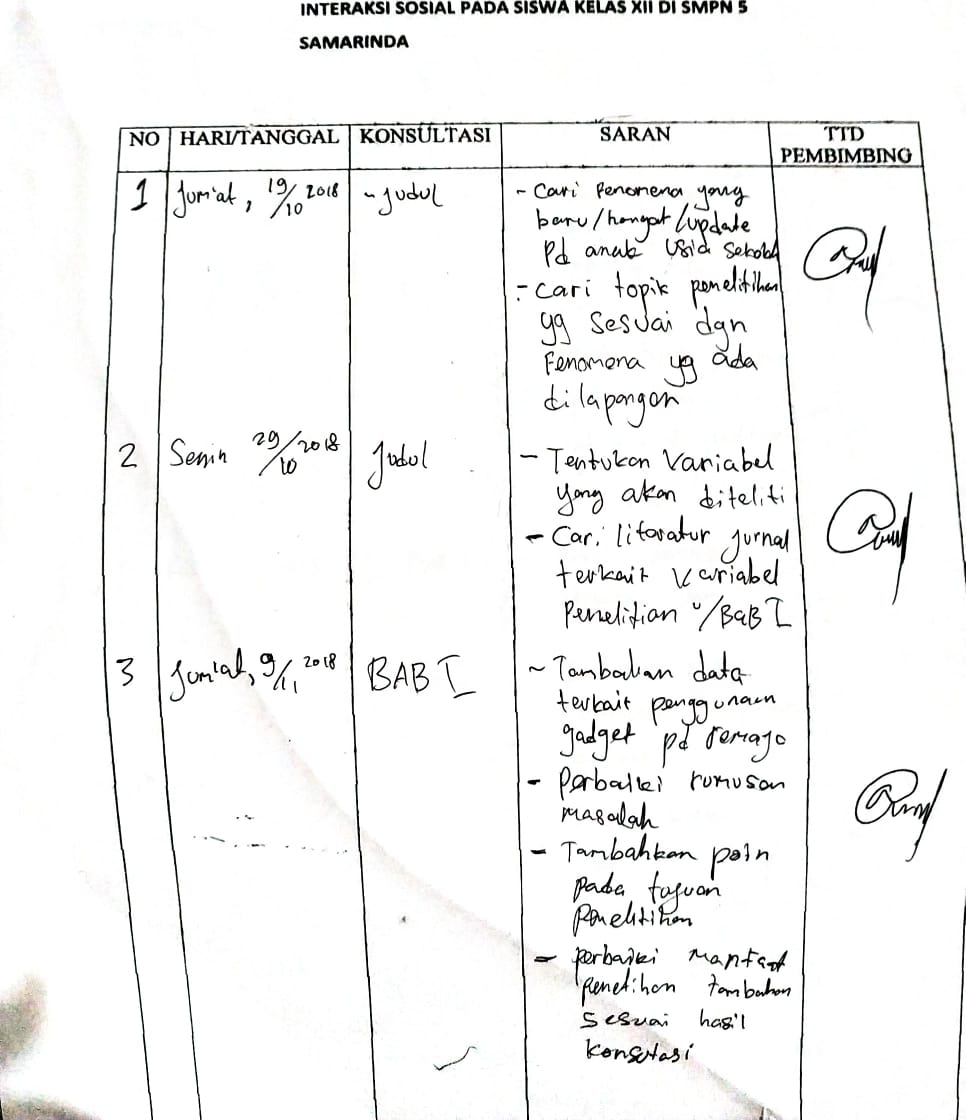 INTERAKSI SOSIAL PADA SISWA KELAS XII DI SMPN 5
SAMARINDA
NO HARI/TANGGAL KONSULTASI SARAN TTD PEMBIMBING
1 Jum'at, 19/10 2018 - Judul
- Cari Fenomena yang
baru/hangat/update
Pd anak usia sekolah
- Cari topik penelitihan
yg sesuai dgn
Fenomena yg ada
dilapangan
2 Senin 29/10 2018 Judul
- Tentukan Variabel
yang akan diteliti
- Cari literatur jurnal
terkait Variabel
Penelitian u/BaB I
3 Jum'at, 9/11, 2018 BAB I
~ Tambahan data
terkait penggunaan
gadget pd remaja
- Perbaiki rumusan
masalah
- Tambahkan poin
pada tujuan
Penelitihan
- Perbaiki manfaat
Penetihan tambahan
sesuai hasil
konsultasi